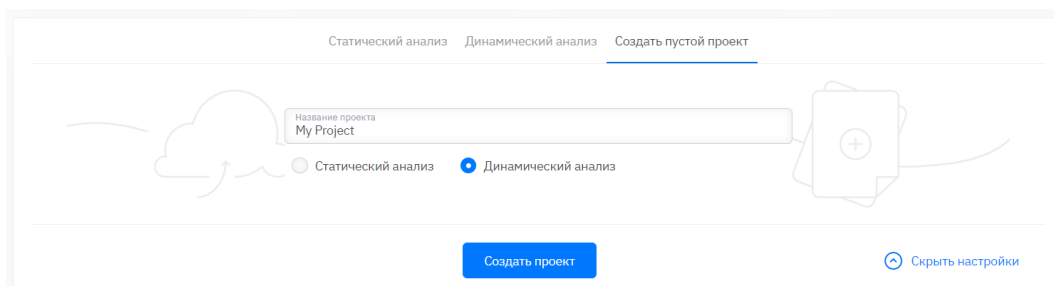 Статический анализ Динамический анализ Создать пустой проект
Название проекта
My Project
Статический анализ Динамический анализ
Создать проект Скрыть настройки